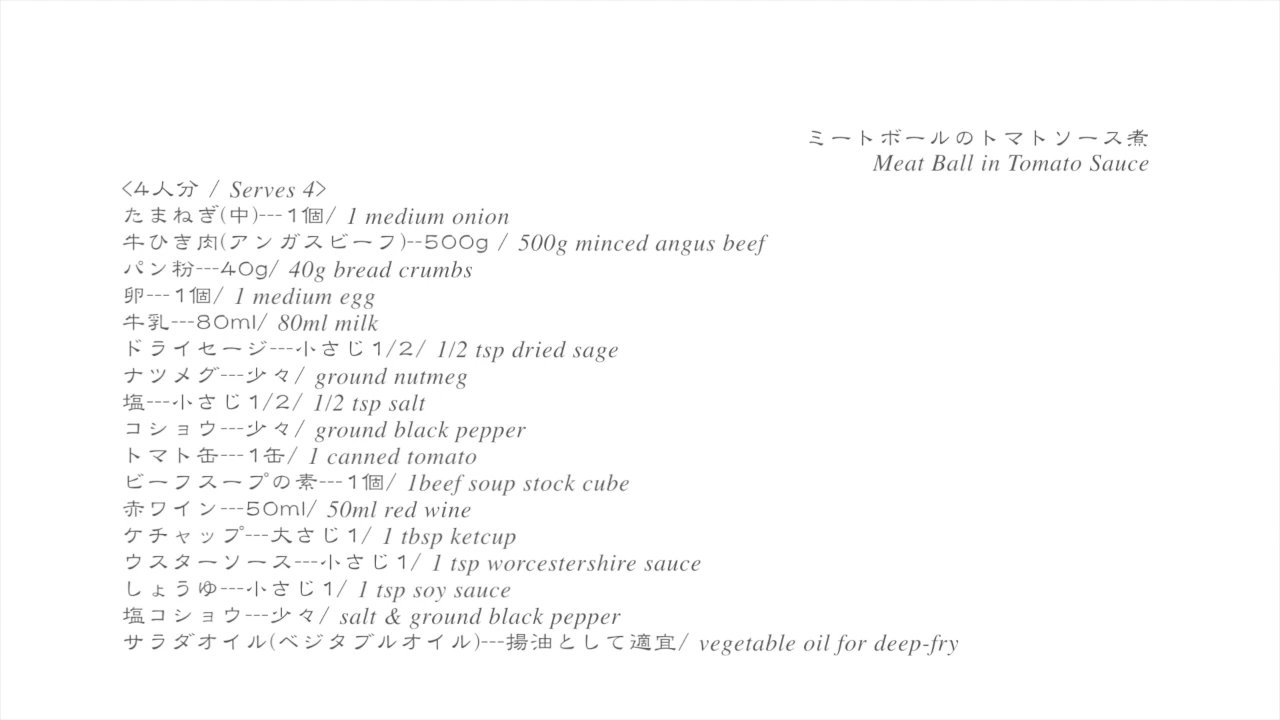 ミートボールのトマトソース煮
Meat Ball in Tomato Sauce
<4人分 / Serves 4>
たまねぎ(中)---1個/ 1 medium onion
牛ひき肉(アンガスビーフ)--500g / 500g minced angus beef
パン粉---40g/ 40g bread crumbs
卵---1個/ 1 medium egg
牛乳---80ml/ 80ml milk
ドライセージ---小さじ1/2/ 1/2 tsp dried sage
ナツメグ---少々/ ground nutmeg
塩---小さじ1/2/ 1/2 tsp salt
コショウ---少々/ ground black pepper
トマト缶---1缶/ 1 canned tomato
ビーフスープの素---1個/ 1beef soup stock cube
赤ワイン---50ml/ 50ml red wine
ケチャップ---大さじ1/ 1 tbsp ketcup
ウスターソース---小さじ1/ 1 tsp worcestershire sauce
しょうゆ---小さじ1/ 1 tsp soy sauce
塩コショウ---少々/ salt & ground black pepper
サラダオイル(ベジタブルオイル)---揚油として適宜/ vegetable oil for deep-fry